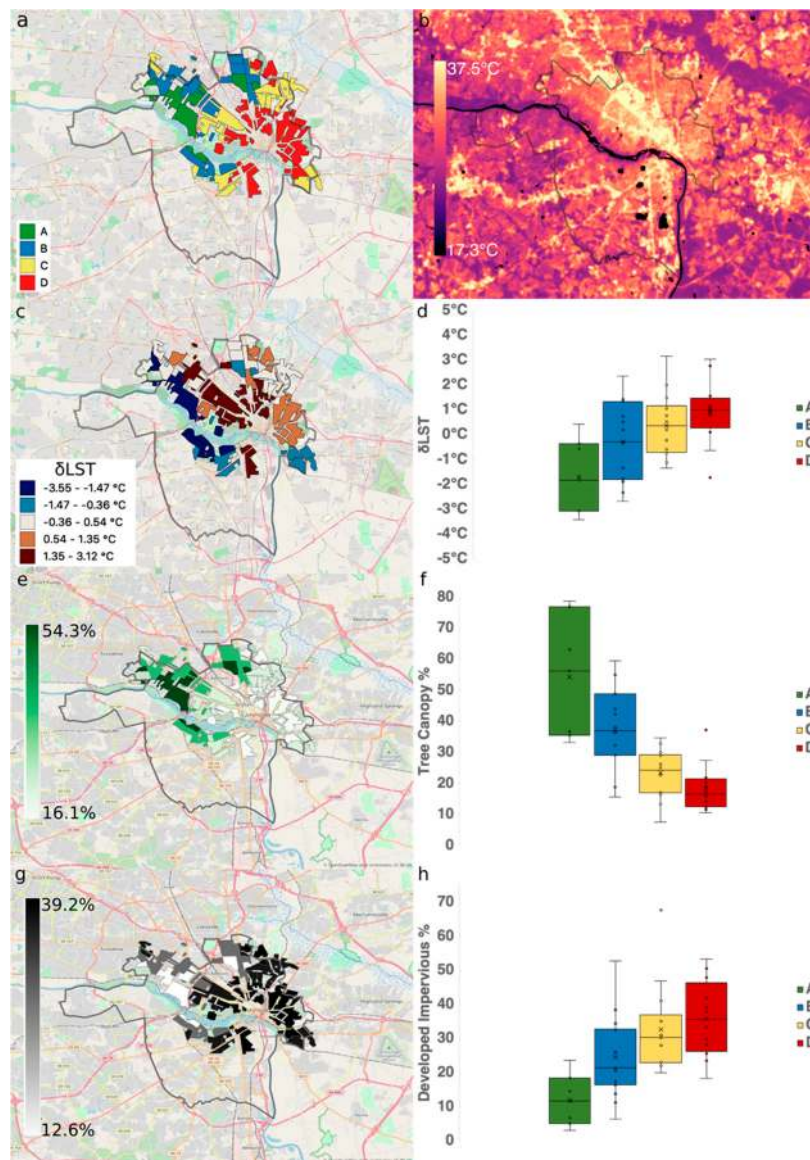 a
A
B
C
D
b
37.5°C
17.3°C
c
δLST
-3.55 - -1.47 °C
-1.47 - -0.36 °C
-0.36 - 0.54 °C
0.54 - 1.35 °C
1.35 - 3.12 °C
d
5°C
4°C
3°C
2°C
1°C
0°C
-1°C
-2°C
-3°C
-4°C
-5°C
δLST
A
B
C
D
e
54.3%
16.1%
f
80
70
60
50
40
30
20
10
0
Tree Canopy %
A
B
C
D
g
39.2%
12.6%
h
70
60
50
40
30
20
10
0
Developed Impervious %
A
B
C
D